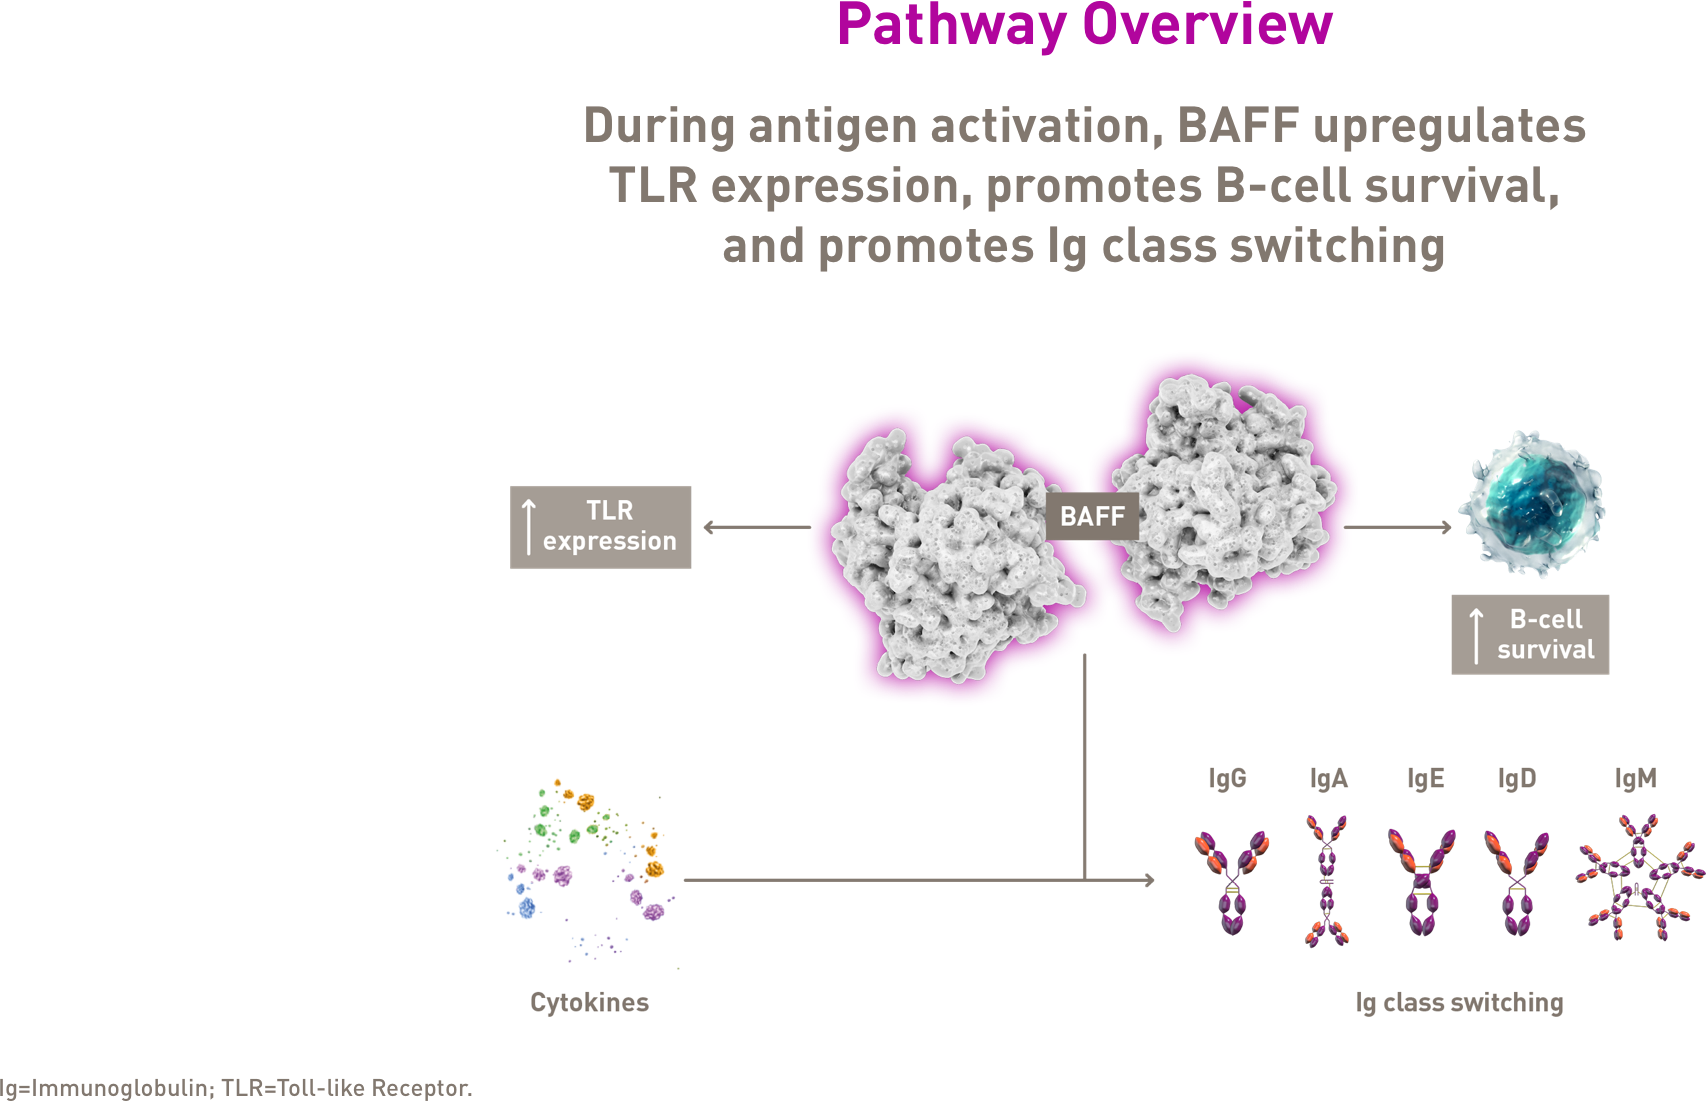 Pathway Overview
During antigen activation, BAFF upregulates
TLR expression, promotes B-cell survival,
and promotes Ig class switching
TLR
expression
BAFF
B-cell
survival
IgG
IgA
IgE
IgD
IgM
Cytokines
Ig class switching
Ig=Immunoglobulin; TLR=Toll-like Receptor.